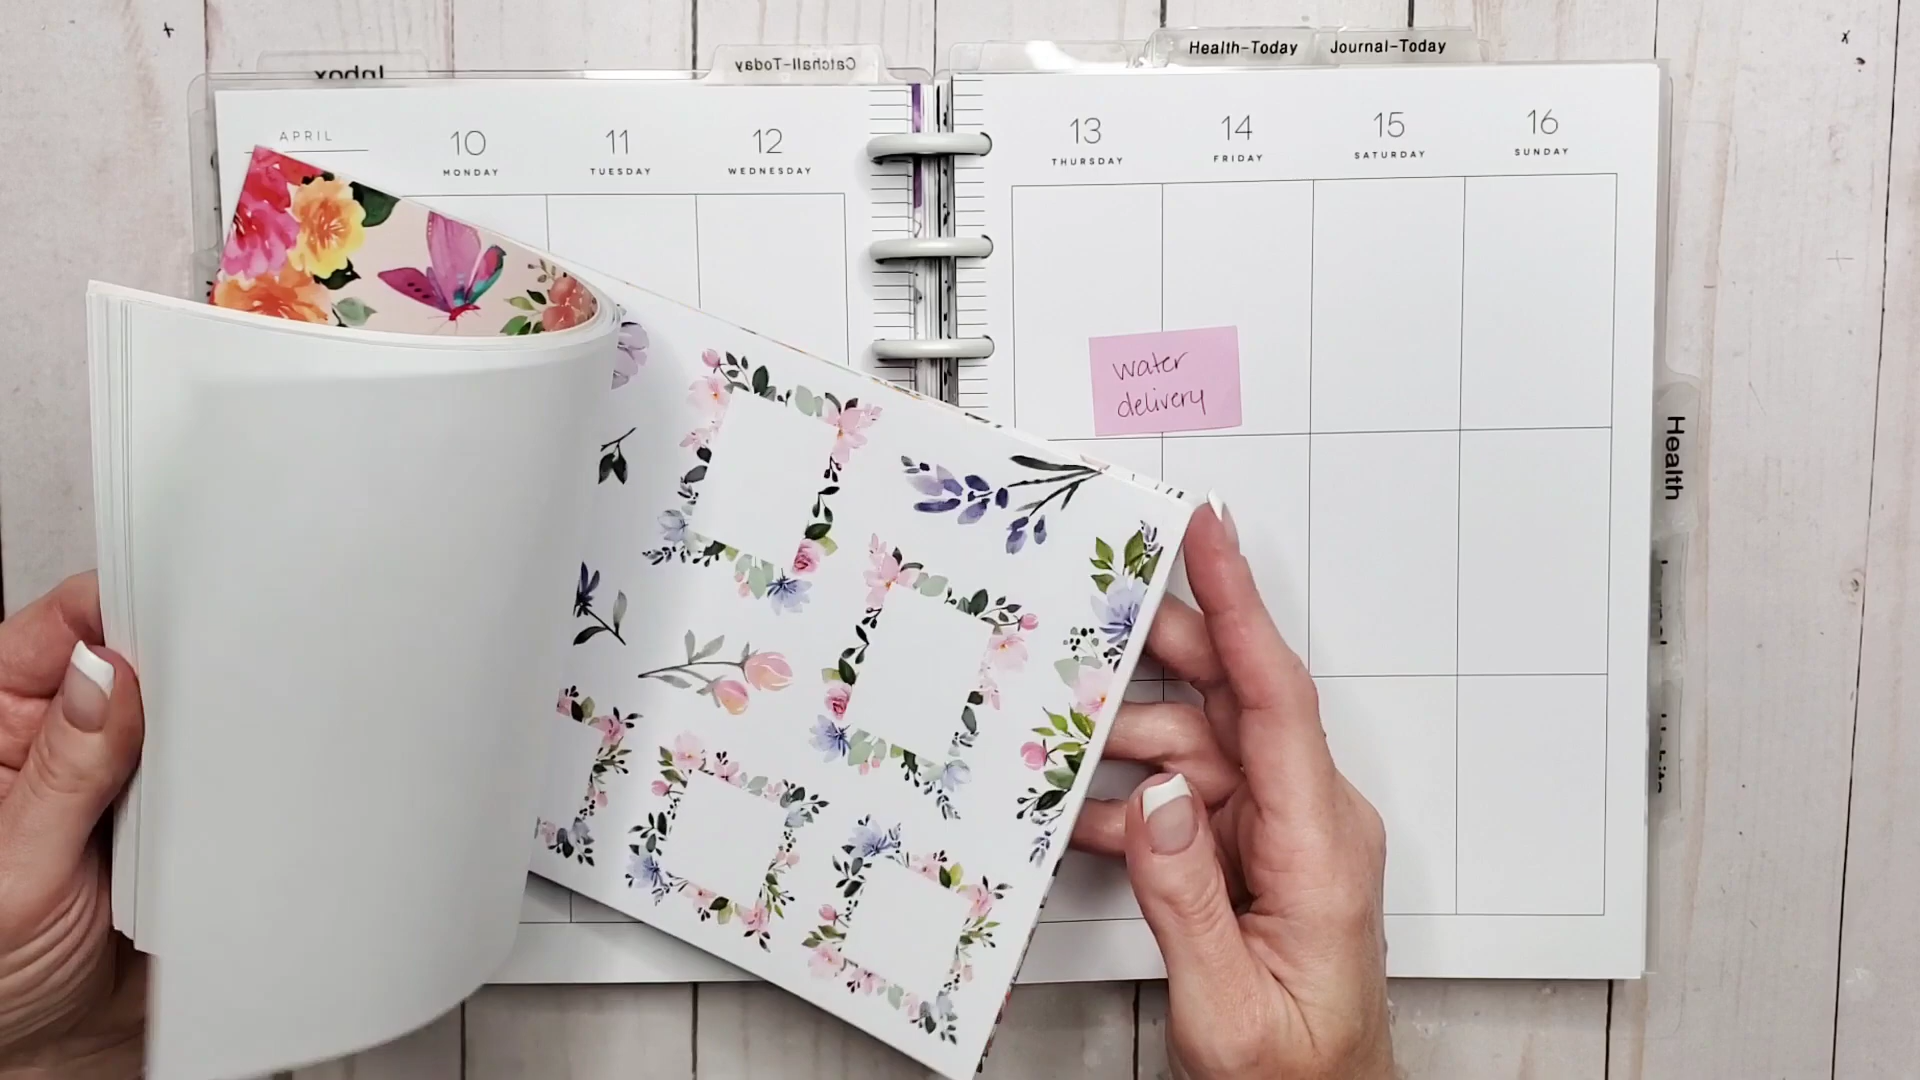 Inbox
Catchall-Today
Health-Today
Journal-Today
APRIL
10
MONDAY
11
TUESDAY
12
WEDNESDAY
13
THURSDAY
14
FRIDAY
15
SATURDAY
16
SUNDAY
water
delivery
Health